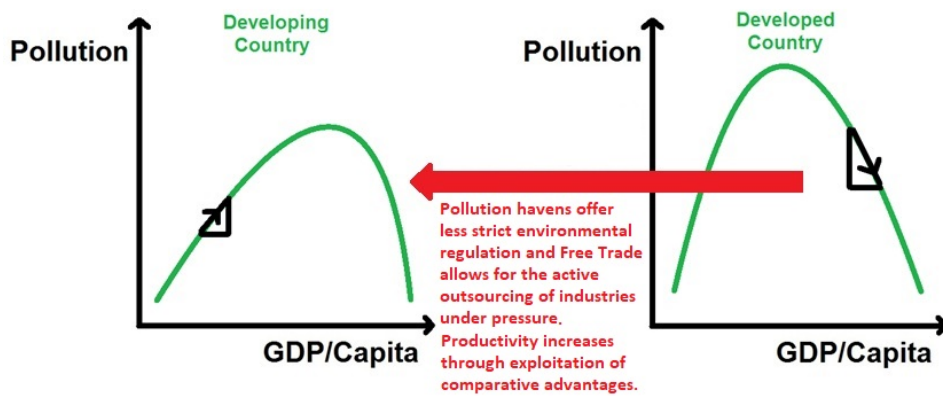 Developing
Country
Pollution
GDP/Capita
Pollution havens offer
less strict environmental
regulation and Free Trade
allows for the active
outsourcing of industries
under pressure.
Productivity increases
through exploitation of
comparative advantages.
Developed
Country
Pollution
GDP/Capita